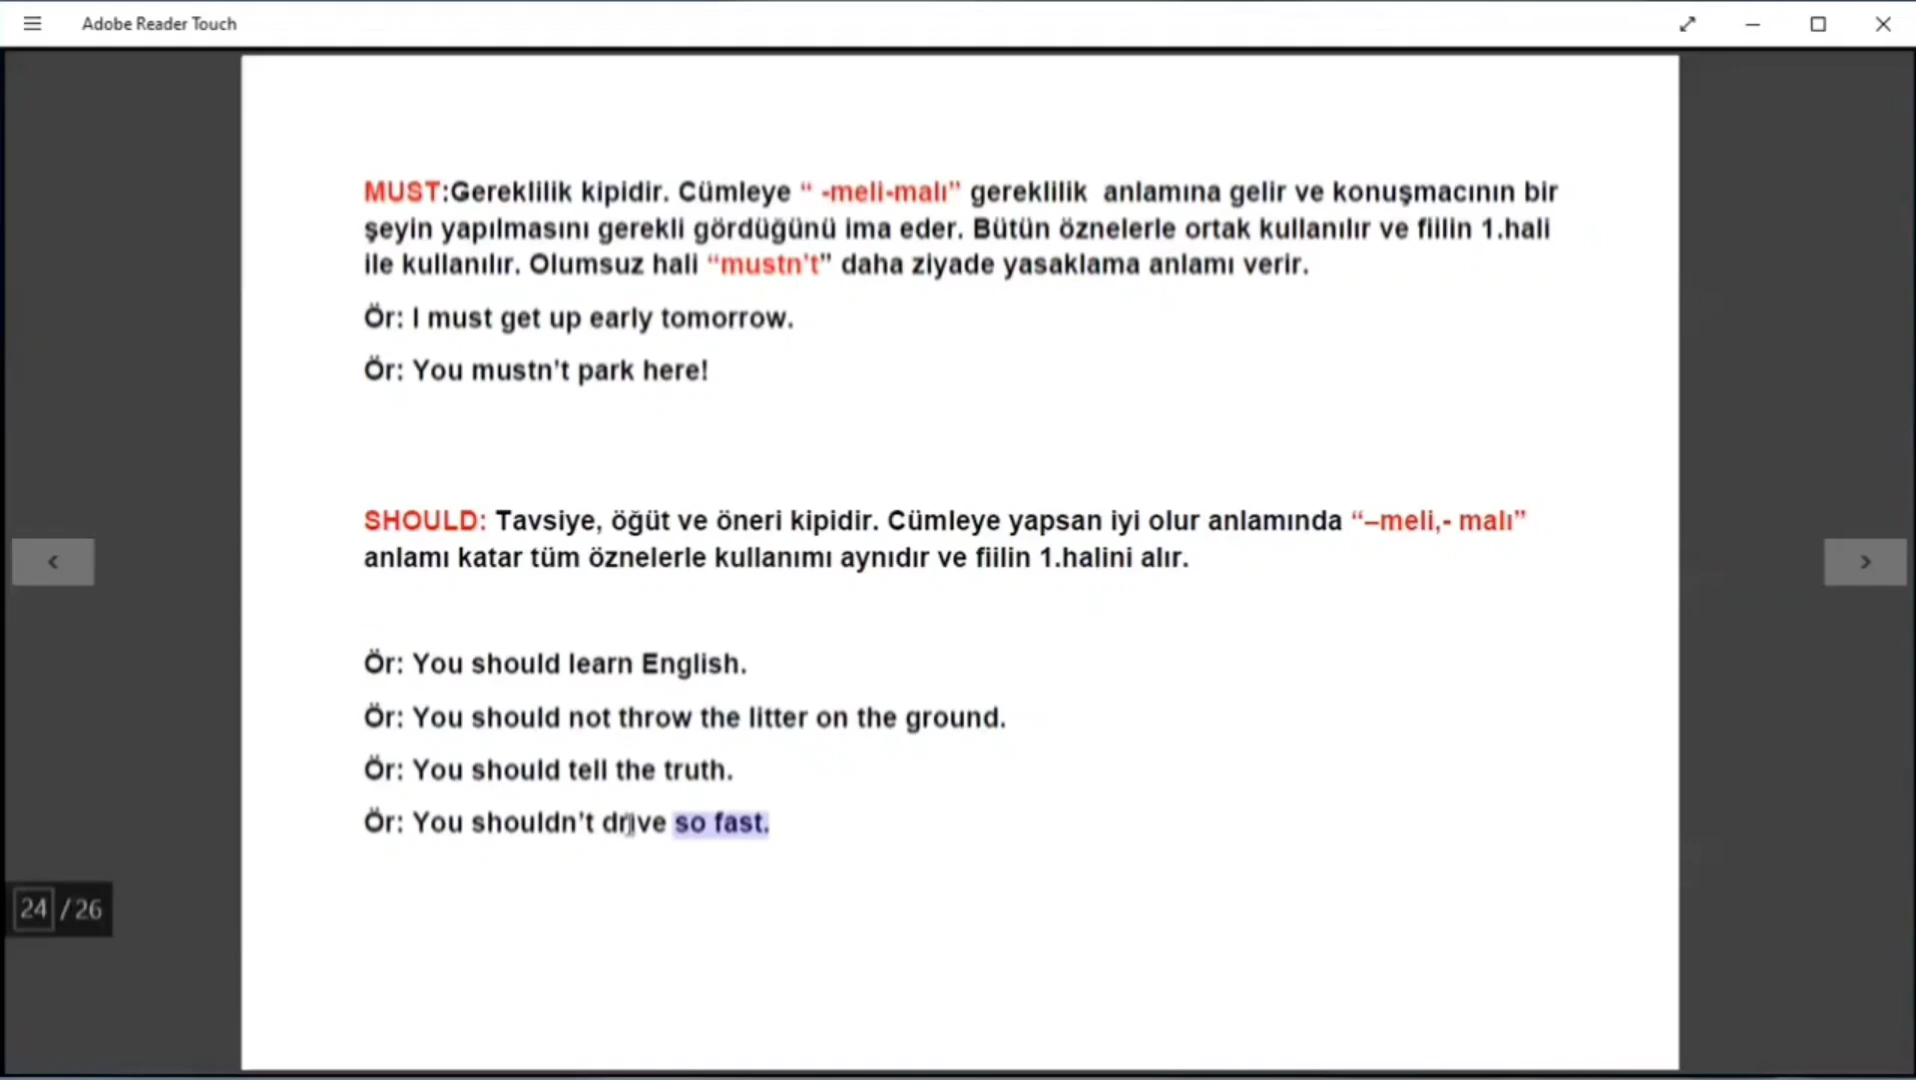 Adobe Reader Touch
MUST:Gereklilik kipidir. Cümleye “ -meli-malı” gereklilik anlamına gelir ve konuşmacının bir
şeyin yapılmasını gerekli gördüğünü ima eder. Bütün öznelerle ortak kullanılır ve fiilin 1.hali
ile kullanılır. Olumsuz hali “mustn’t” daha ziyade yasaklama anlamı verir.
Ör: I must get up early tomorrow.
Ör: You mustn’t park here!
SHOULD: Tavsiye, öğüt ve öneri kipidir. Cümleye yapsan iyi olur anlamında “–meli,- malı”
anlamı katar tüm öznelerle kullanımı aynıdır ve fiilin 1.halini alır.
Ör: You should learn English.
Ör: You should not throw the litter on the ground.
Ör: You should tell the truth.
Ör: You shouldn’t drive so fast.
24 / 26